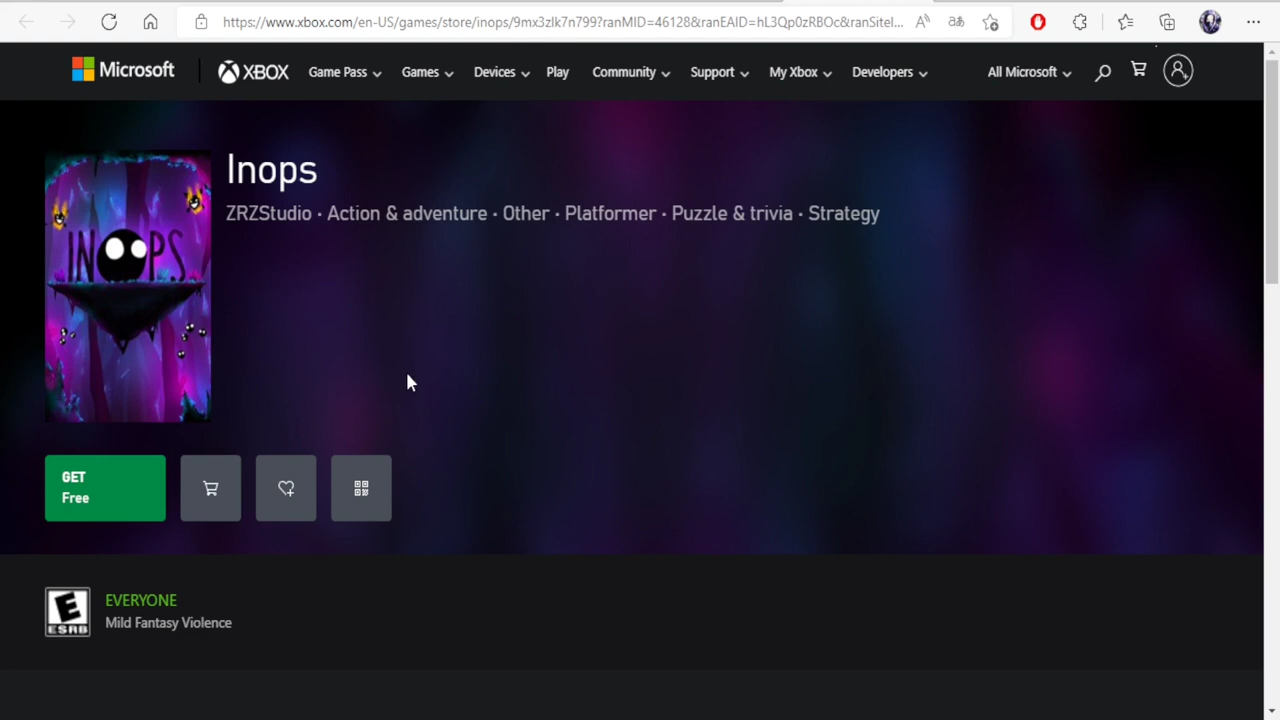 https://www.xbox.com/en-US/games/store/inops/9mx3zlk7n799?ranMID=46128&ranEAID=hL3Qp0zRBOc&ranSiteI...
Microsoft XBOX Game Pass Games Devices Play Community Support My Xbox Developers All Microsoft
Inops
ZRZStudio · Action & adventure · Other · Platformer · Puzzle & trivia · Strategy
INOPS
GET
Free
E
ESRB
EVERYONE
Mild Fantasy Violence